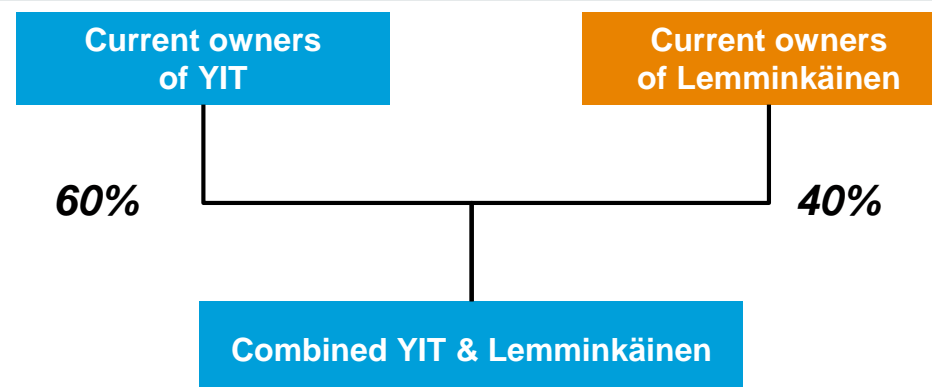 Current owners
of YIT
Current owners
of Lemminkäinen
60%
40%
Combined YIT & Lemminkäinen